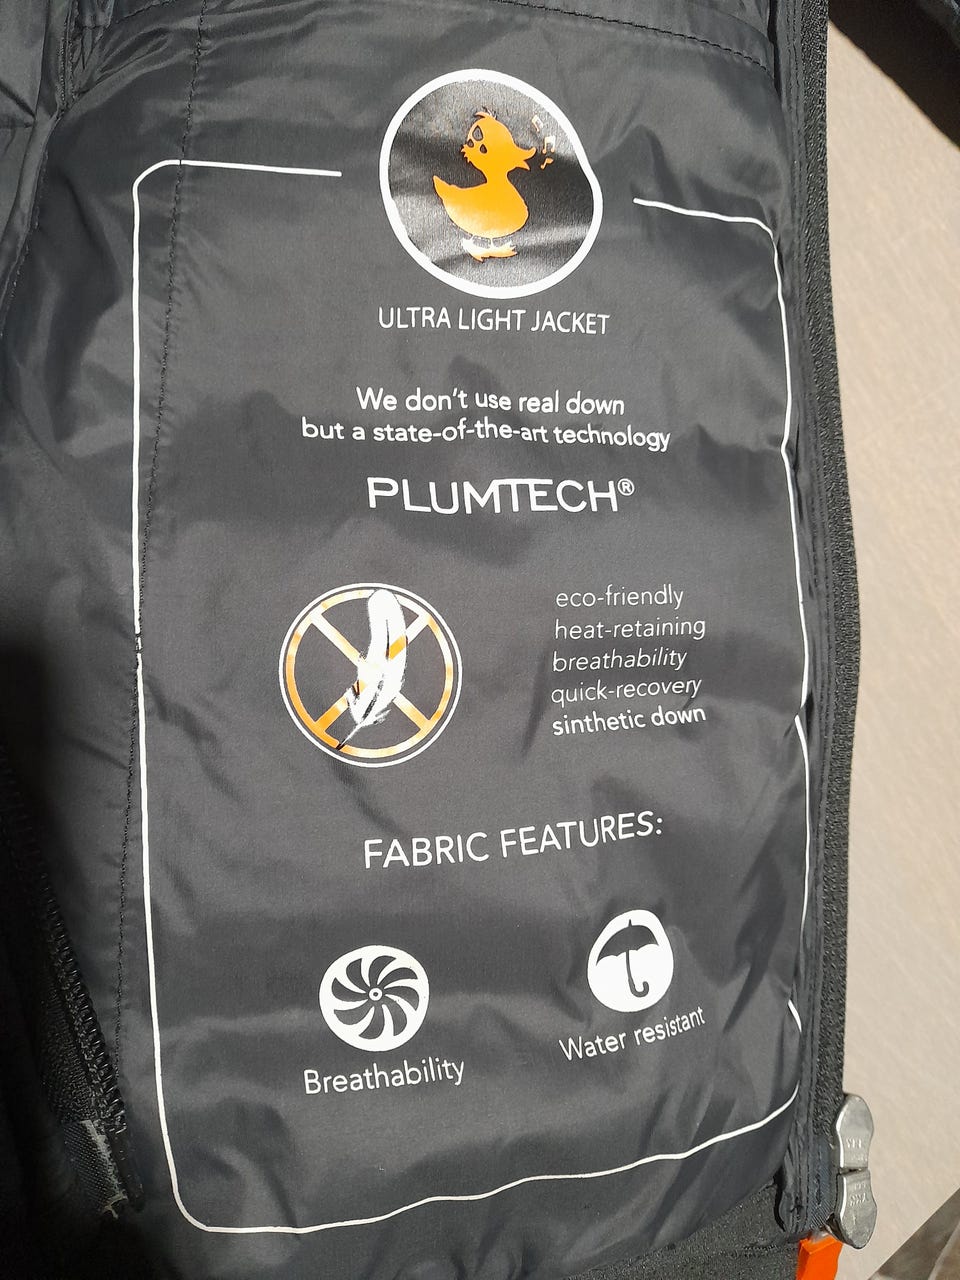 ULTRA LIGHT JACKET
We don't use real down
but a state-of-the-art technology
PLUMTECH®
eco-friendly
heat-retaining
breathability
quick-recovery
sinthetic down
FABRIC FEATURES:
Breathability
Water resistant